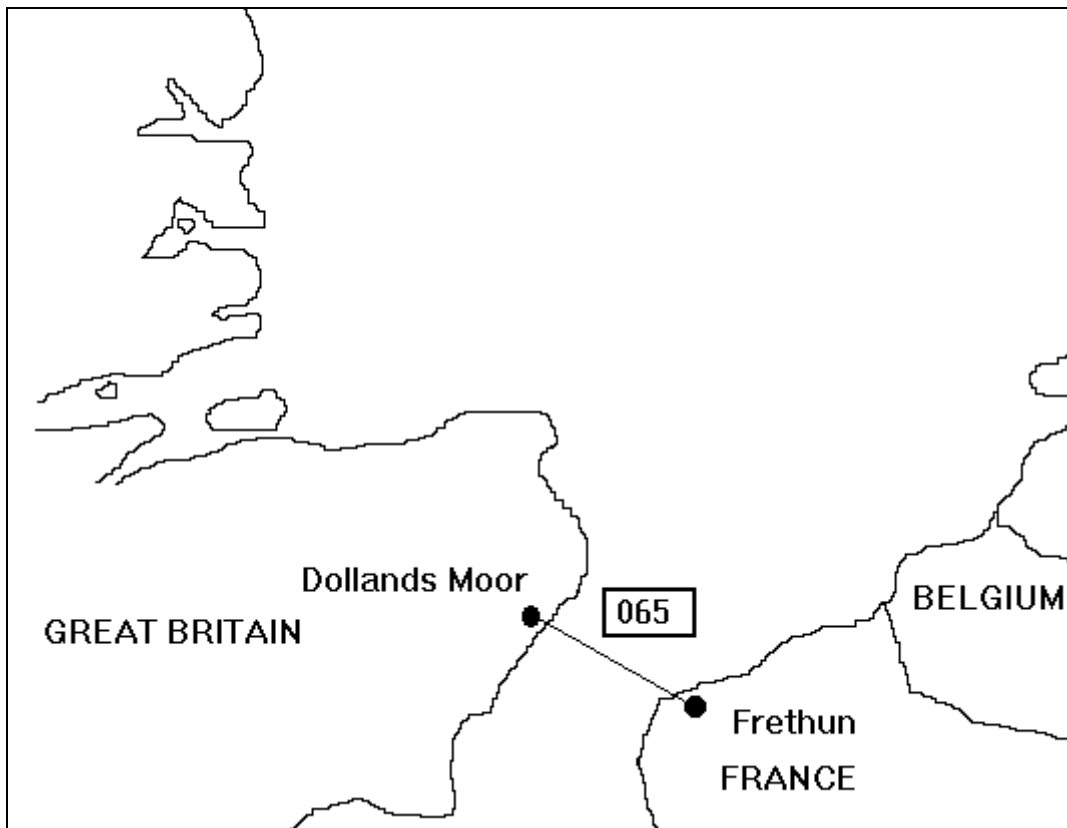 Dollands Moor
065
BELGIUM
GREAT BRITAIN
Frethun
FRANCE